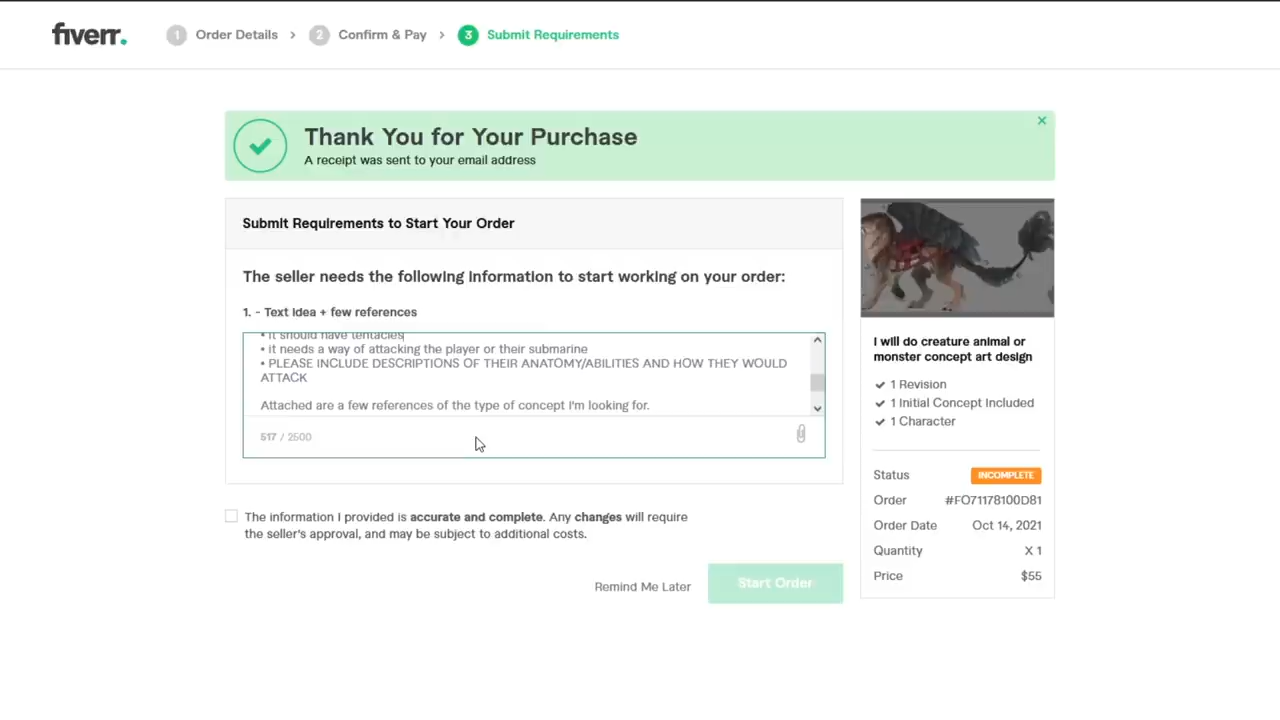 fiverr.
1 Order Details > 2 Confirm & Pay > 3 Submit Requirements
Thank You for Your Purchase
A receipt was sent to your email address
×
Submit Requirements to Start Your Order
The seller needs the following information to start working on your order:
1. - Text Idea + few references
• it should have tentacles
• it needs a way of attacking the player or their submarine
• PLEASE INCLUDE DESCRIPTIONS OF THEIR ANATOMY/ABILITIES AND HOW THEY WOULD
ATTACK
Attached are a few references of the type of concept I'm looking for.
517 / 2500
The information I provided is accurate and complete. Any changes will require
the seller's approval, and may be subject to additional costs.
Remind Me Later
Start Order
I will do creature animal or
monster concept art design
1 Revision
1 Initial Concept Included
1 Character
Status INCOMPLETE
Order #FO71178100D81
Order Date Oct 14, 2021
Quantity X 1
Price $55